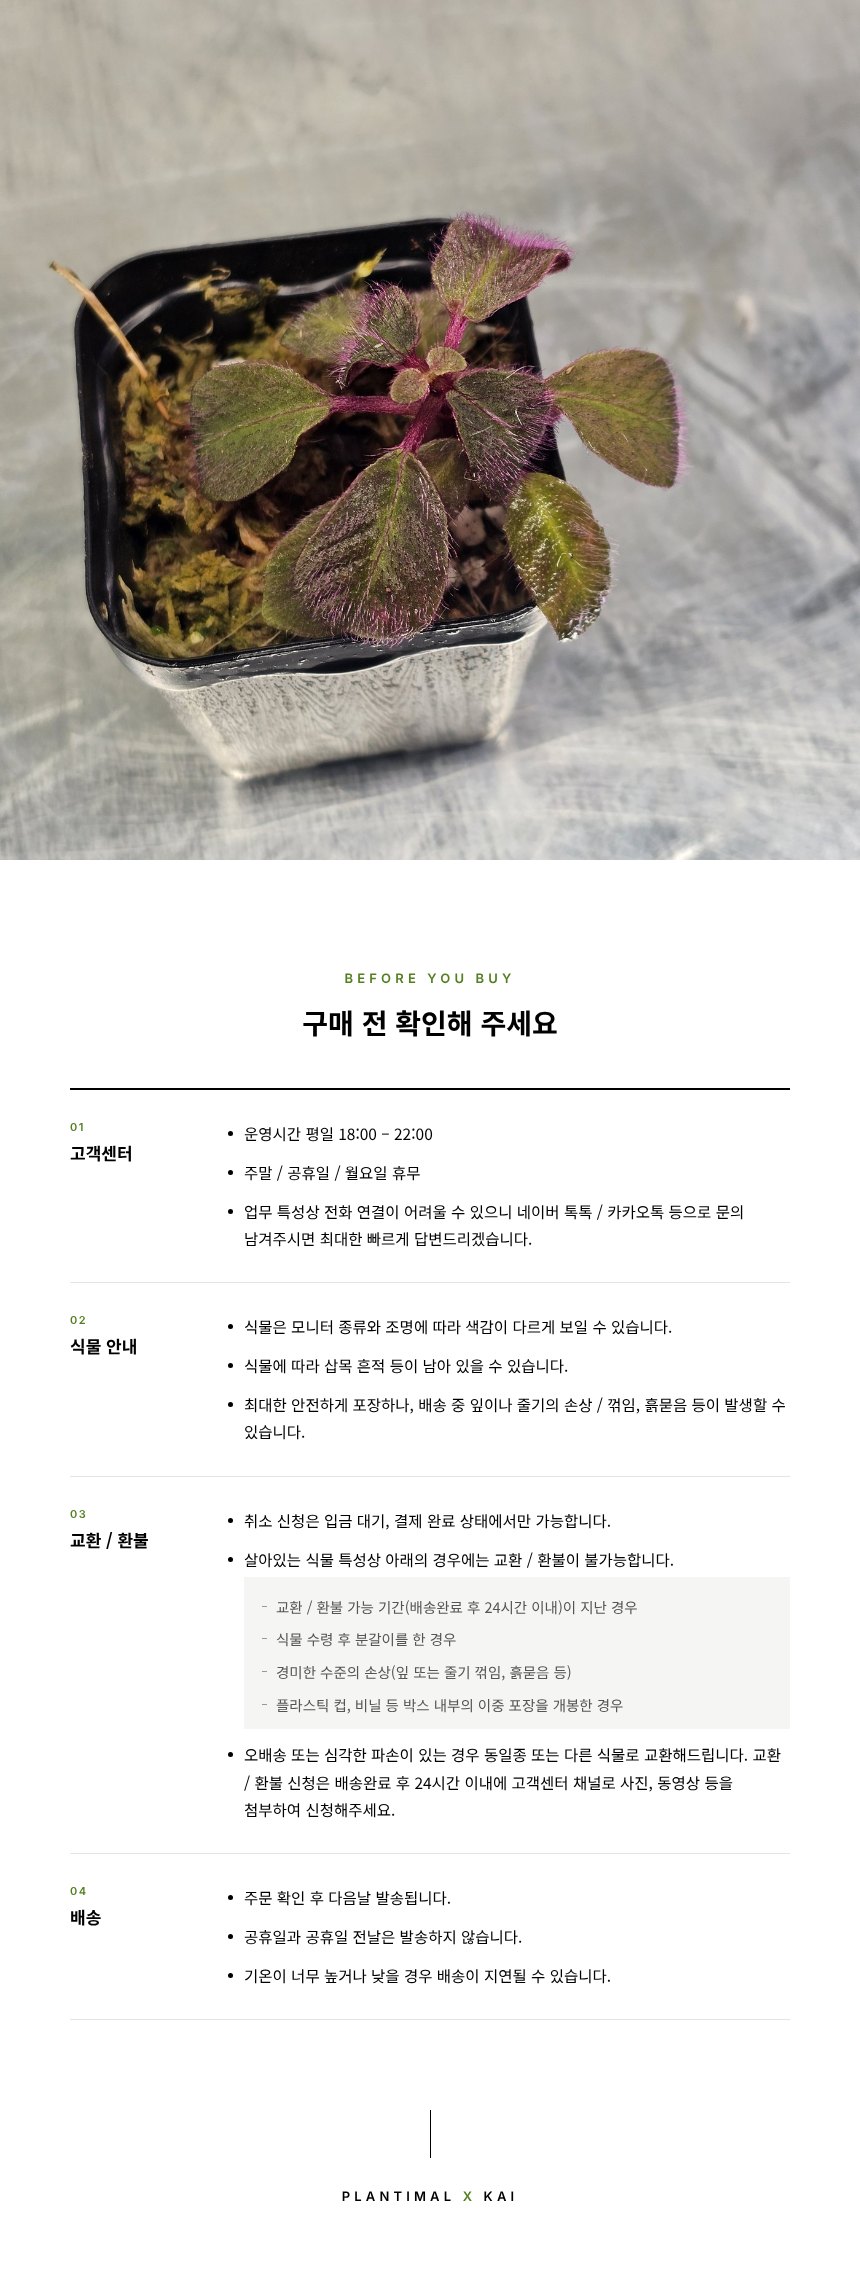 BEFORE YOU BUY
구매 전 확인해 주세요
01
고객센터
운영시간 평일 18:00 – 22:00
주말 / 공휴일 / 월요일 휴무
업무 특성상 전화 연결이 어려울 수 있으니 네이버 톡톡 / 카카오톡 등으로 문의
남겨주시면 최대한 빠르게 답변드리겠습니다.
02
식물 안내
식물은 모니터 종류와 조명에 따라 색감이 다르게 보일 수 있습니다.
식물에 따라 삽목 흔적 등이 남아 있을 수 있습니다.
최대한 안전하게 포장하나, 배송 중 잎이나 줄기의 손상 / 꺾임, 흙묻음 등이 발생할 수
있습니다.
03
교환 / 환불
취소 신청은 입금 대기, 결제 완료 상태에서만 가능합니다.
살아있는 식물 특성상 아래의 경우에는 교환 / 환불이 불가능합니다.
– 교환 / 환불 가능 기간(배송완료 후 24시간 이내)이 지난 경우
– 식물 수령 후 분갈이를 한 경우
– 경미한 수준의 손상(잎 또는 줄기 꺾임, 흙묻음 등)
– 플라스틱 컵, 비닐 등 박스 내부의 이중 포장을 개봉한 경우
오배송 또는 심각한 파손이 있는 경우 동일종 또는 다른 식물로 교환해드립니다. 교환
/ 환불 신청은 배송완료 후 24시간 이내에 고객센터 채널로 사진, 동영상 등을
첨부하여 신청해주세요.
04
배송
주문 확인 후 다음날 발송됩니다.
공휴일과 공휴일 전날은 발송하지 않습니다.
기온이 너무 높거나 낮을 경우 배송이 지연될 수 있습니다.
PLANTIMAL X KAI